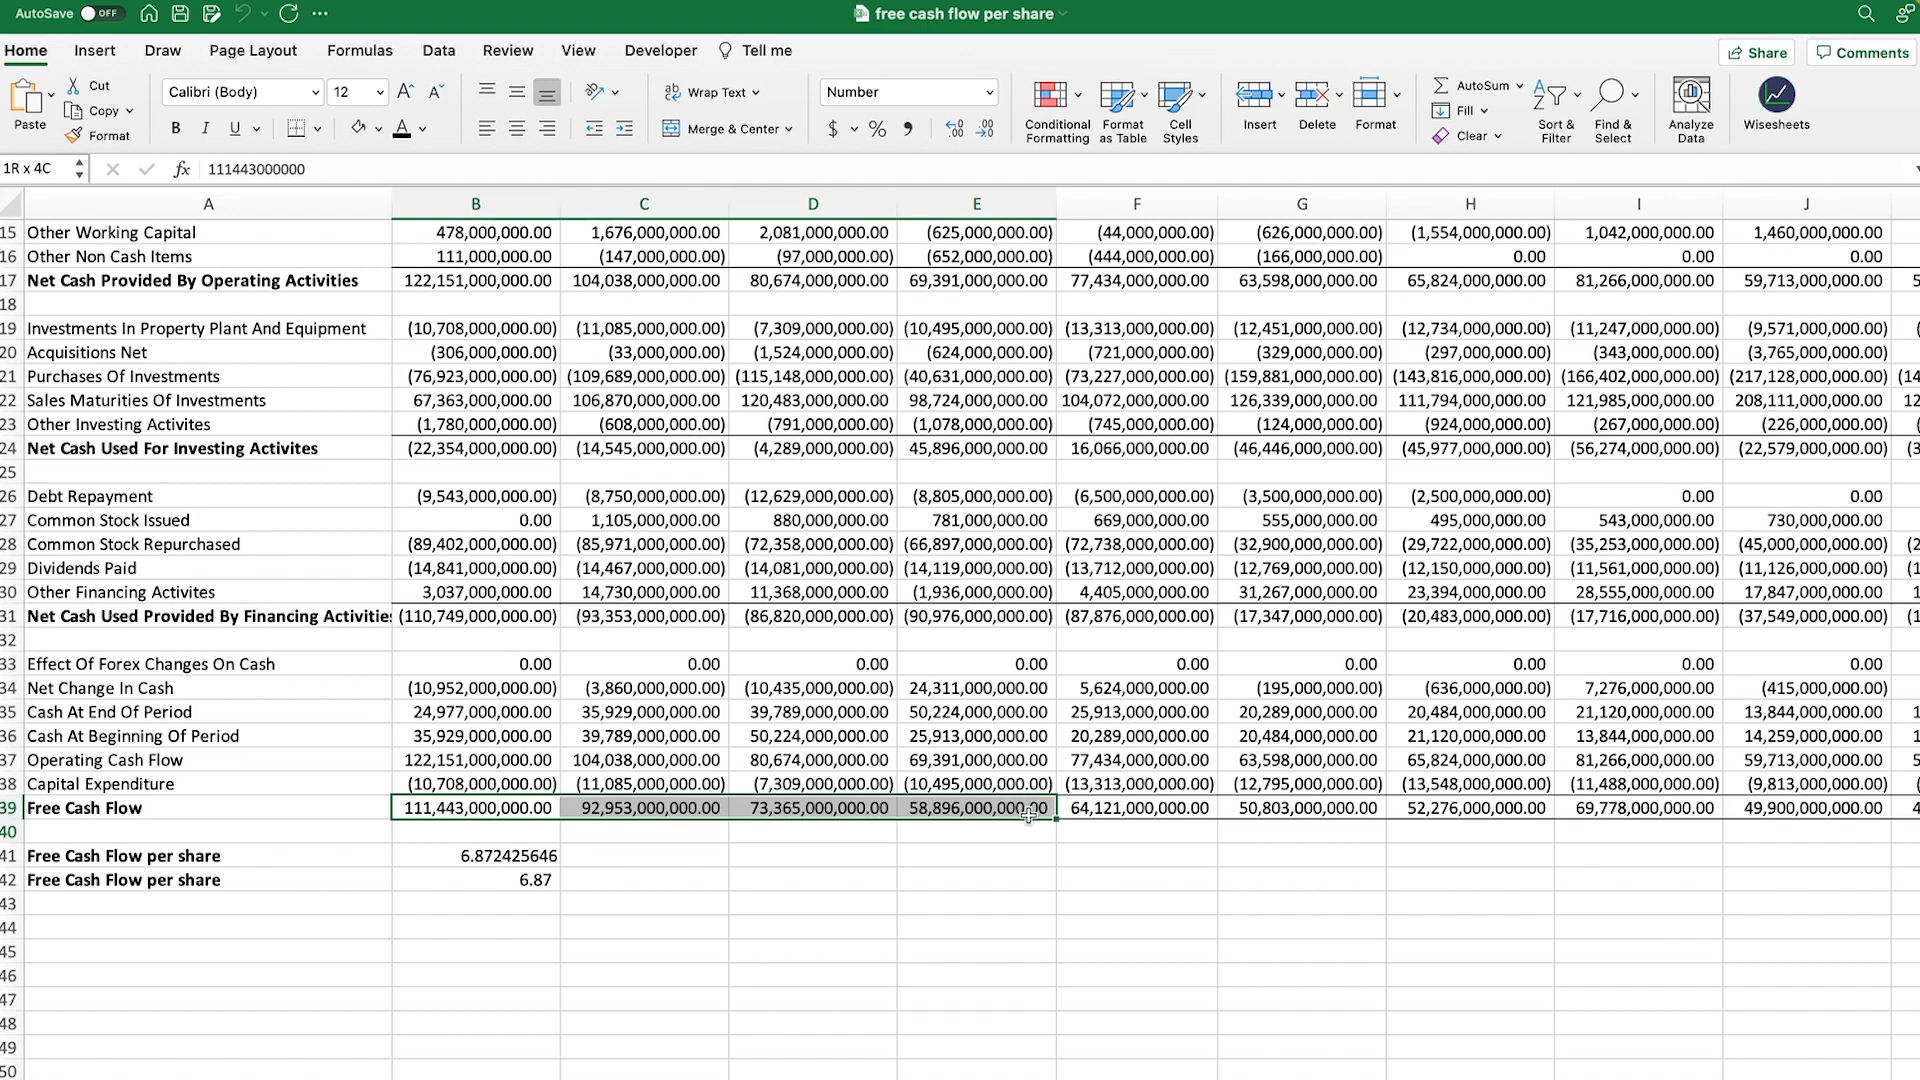 AutoSave OFF free cash flow per share
Home Insert Draw Page Layout Formulas Data Review View Developer Tell me Share Comments
Paste Cut Copy Format
Calibri (Body) 12 A^ Aˇ
B I U A
ab Wrap Text
Merge & Center
Number
$ % 9
Conditional Formatting Format as Table Cell Styles
Insert Delete Format
AutoSum Fill Clear
Sort & Filter Find & Select Analyze Data Wisesheets
1R x 4C fx 111443000000
A B C D E F G H I J
15 Other Working Capital 478,000,000.00 1,676,000,000.00 2,081,000,000.00 (625,000,000.00) (44,000,000.00) (626,000,000.00) (1,554,000,000.00) 1,042,000,000.00 1,460,000,000.00
16 Other Non Cash Items 111,000,000.00 (147,000,000.00) (97,000,000.00) (652,000,000.00) (444,000,000.00) (166,000,000.00) 0.00 0.00 0.00
17 Net Cash Provided By Operating Activities 122,151,000,000.00 104,038,000,000.00 80,674,000,000.00 69,391,000,000.00 77,434,000,000.00 63,598,000,000.00 65,824,000,000.00 81,266,000,000.00 59,713,000,000.00 5
18
19 Investments In Property Plant And Equipment (10,708,000,000.00) (11,085,000,000.00) (7,309,000,000.00) (10,495,000,000.00) (13,313,000,000.00) (12,451,000,000.00) (12,734,000,000.00) (11,247,000,000.00) (9,571,000,000.00) (
20 Acquisitions Net (306,000,000.00) (33,000,000.00) (1,524,000,000.00) (624,000,000.00) (721,000,000.00) (329,000,000.00) (297,000,000.00) (343,000,000.00) (3,765,000,000.00)
21 Purchases Of Investments (76,923,000,000.00) (109,689,000,000.00) (115,148,000,000.00) (40,631,000,000.00) (73,227,000,000.00) (159,881,000,000.00) (143,816,000,000.00) (166,402,000,000.00) (217,128,000,000.00) (14
22 Sales Maturities Of Investments 67,363,000,000.00 106,870,000,000.00 120,483,000,000.00 98,724,000,000.00 104,072,000,000.00 126,339,000,000.00 111,794,000,000.00 121,985,000,000.00 208,111,000,000.00 12
23 Other Investing Activites (1,780,000,000.00) (608,000,000.00) (791,000,000.00) (1,078,000,000.00) (745,000,000.00) (124,000,000.00) (924,000,000.00) (267,000,000.00) (226,000,000.00) (
24 Net Cash Used For Investing Activites (22,354,000,000.00) (14,545,000,000.00) (4,289,000,000.00) 45,896,000,000.00 16,066,000,000.00 (46,446,000,000.00) (45,977,000,000.00) (56,274,000,000.00) (22,579,000,000.00) (3
25
26 Debt Repayment (9,543,000,000.00) (8,750,000,000.00) (12,629,000,000.00) (8,805,000,000.00) (6,500,000,000.00) (3,500,000,000.00) (2,500,000,000.00) 0.00 0.00
27 Common Stock Issued 0.00 1,105,000,000.00 880,000,000.00 781,000,000.00 669,000,000.00 555,000,000.00 495,000,000.00 543,000,000.00 730,000,000.00
28 Common Stock Repurchased (89,402,000,000.00) (85,971,000,000.00) (72,358,000,000.00) (66,897,000,000.00) (72,738,000,000.00) (32,900,000,000.00) (29,722,000,000.00) (35,253,000,000.00) (45,000,000,000.00) (2
29 Dividends Paid (14,841,000,000.00) (14,467,000,000.00) (14,081,000,000.00) (14,119,000,000.00) (13,712,000,000.00) (12,769,000,000.00) (12,150,000,000.00) (11,561,000,000.00) (11,126,000,000.00) (1
30 Other Financing Activites 3,037,000,000.00 14,730,000,000.00 11,368,000,000.00 (1,936,000,000.00) 4,405,000,000.00 31,267,000,000.00 23,394,000,000.00 28,555,000,000.00 17,847,000,000.00 1
31 Net Cash Used Provided By Financing Activities (110,749,000,000.00) (93,353,000,000.00) (86,820,000,000.00) (90,976,000,000.00) (87,876,000,000.00) (17,347,000,000.00) (20,483,000,000.00) (17,716,000,000.00) (37,549,000,000.00) (1
32
33 Effect Of Forex Changes On Cash 0.00 0.00 0.00 0.00 0.00 0.00 0.00 0.00 0.00
34 Net Change In Cash (10,952,000,000.00) (3,860,000,000.00) (10,435,000,000.00) 24,311,000,000.00 5,624,000,000.00 (195,000,000.00) (636,000,000.00) 7,276,000,000.00 (415,000,000.00)
35 Cash At End Of Period 24,977,000,000.00 35,929,000,000.00 39,789,000,000.00 50,224,000,000.00 25,913,000,000.00 20,289,000,000.00 20,484,000,000.00 21,120,000,000.00 13,844,000,000.00 1
36 Cash At Beginning Of Period 35,929,000,000.00 39,789,000,000.00 50,224,000,000.00 25,913,000,000.00 20,289,000,000.00 20,484,000,000.00 21,120,000,000.00 13,844,000,000.00 14,259,000,000.00 1
37 Operating Cash Flow 122,151,000,000.00 104,038,000,000.00 80,674,000,000.00 69,391,000,000.00 77,434,000,000.00 63,598,000,000.00 65,824,000,000.00 81,266,000,000.00 59,713,000,000.00 5
38 Capital Expenditure (10,708,000,000.00) (11,085,000,000.00) (7,309,000,000.00) (10,495,000,000.00) (13,313,000,000.00) (12,795,000,000.00) (13,548,000,000.00) (11,488,000,000.00) (9,813,000,000.00) (
39 Free Cash Flow 111,443,000,000.00 92,953,000,000.00 73,365,000,000.00 58,896,000,000.00 64,121,000,000.00 50,803,000,000.00 52,276,000,000.00 69,778,000,000.00 49,900,000,000.00 4
40
41 Free Cash Flow per share 6.872425646
42 Free Cash Flow per share 6.87
43
44
45
46
47
48
49
50